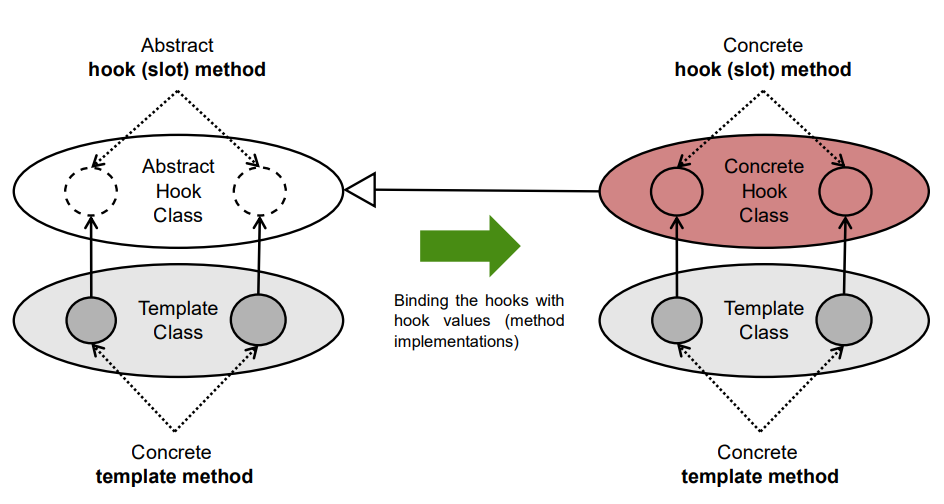 Abstract
hook (slot) method
Concrete
hook (slot) method
Abstract
Hook
Class
Concrete
Hook
Class
Template
Class
Binding the hooks with
hook values (method
implementations)
Template
Class
Concrete
template method
Concrete
template method